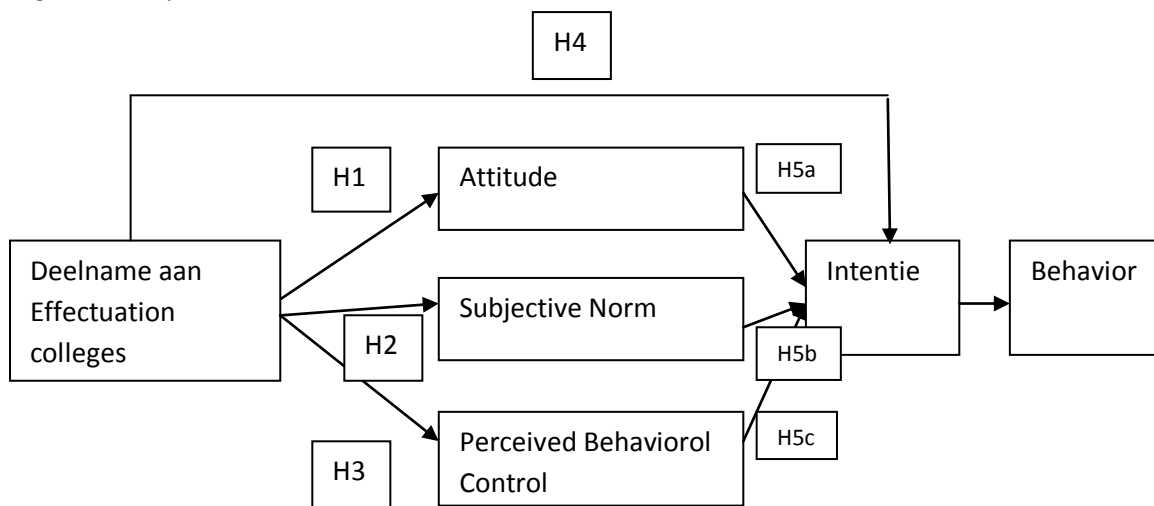 H4
H1
Attitude
H5a
Deelname aan
Effectuation
colleges
Subjective Norm
Intentie
Behavior
H2
H5b
Perceived Behaviorol
Control
H5c
H3